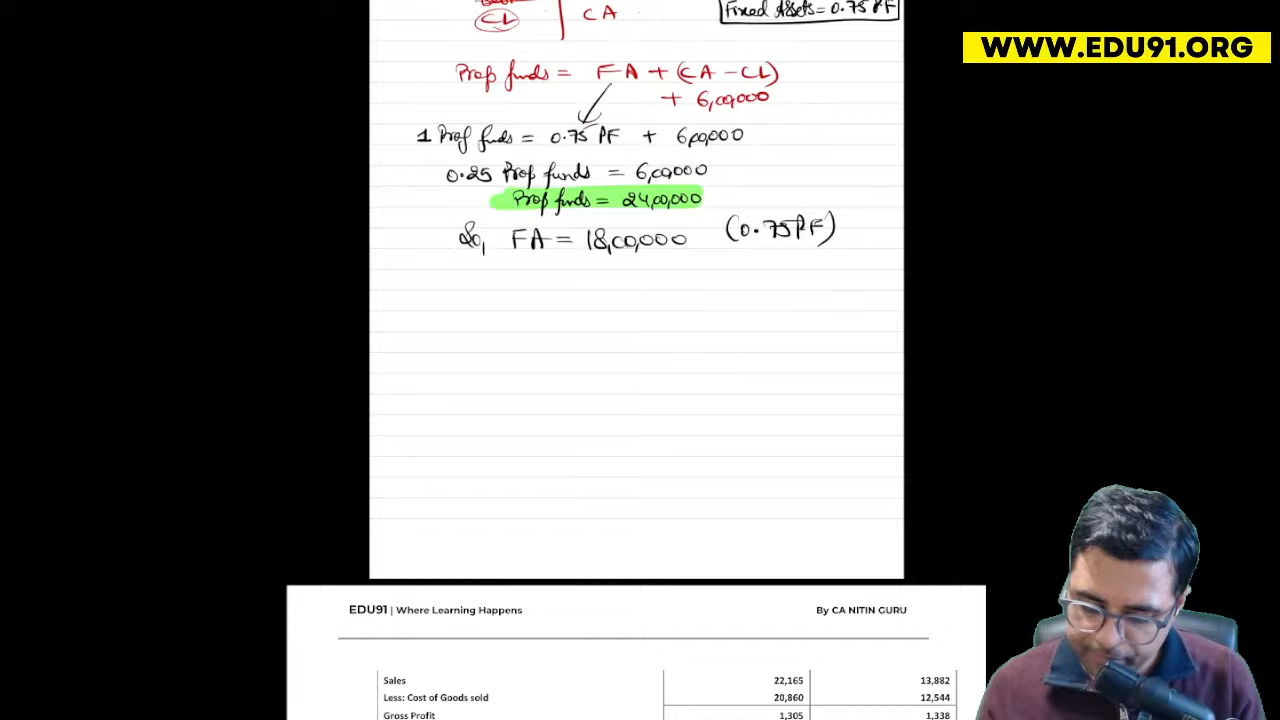 CL CA
Fixed Assets = 0.75 PF
WWW.EDU91.ORG
Prop funds = FA + (CA - CL)
+ 6,00,000
1 Prop funds = 0.75 PF + 6,00,000
0.25 Prop funds = 6,00,000
Prop funds = 24,00,000
So, FA = 18,00,000 (0.75 PF)
EDU91 | Where Learning Happens By CA NITIN GURU
Sales 22,165 13,882
Less: Cost of Goods sold 20,860 12,544
Gross Profit 1,305 1,338